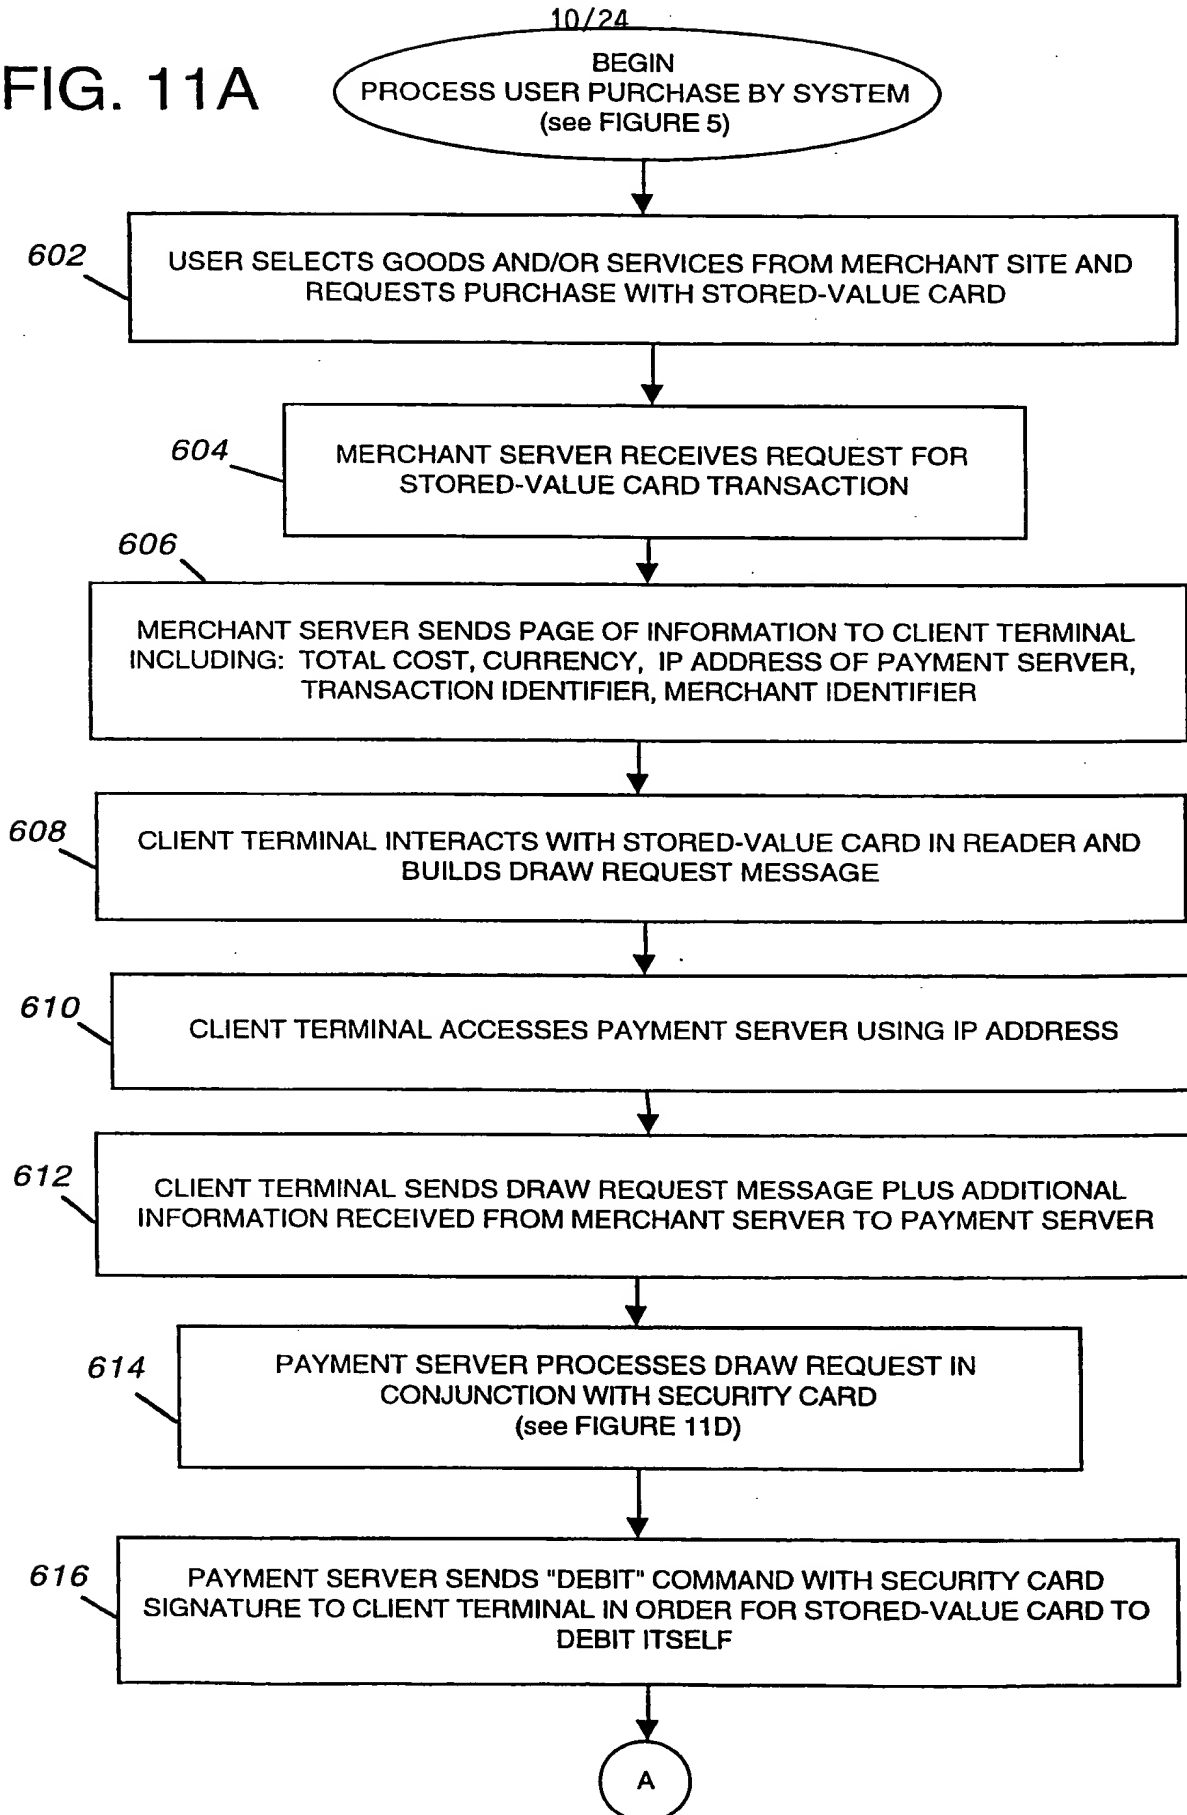 10/24
FIG. 11A
BEGIN
PROCESS USER PURCHASE BY SYSTEM
(see FIGURE 5)
602
USER SELECTS GOODS AND/OR SERVICES FROM MERCHANT SITE AND
REQUESTS PURCHASE WITH STORED-VALUE CARD
604
MERCHANT SERVER RECEIVES REQUEST FOR
STORED-VALUE CARD TRANSACTION
606
MERCHANT SERVER SENDS PAGE OF INFORMATION TO CLIENT TERMINAL
INCLUDING: TOTAL COST, CURRENCY, IP ADDRESS OF PAYMENT SERVER,
TRANSACTION IDENTIFIER, MERCHANT IDENTIFIER
608
CLIENT TERMINAL INTERACTS WITH STORED-VALUE CARD IN READER AND
BUILDS DRAW REQUEST MESSAGE
610
CLIENT TERMINAL ACCESSES PAYMENT SERVER USING IP ADDRESS
612
CLIENT TERMINAL SENDS DRAW REQUEST MESSAGE PLUS ADDITIONAL
INFORMATION RECEIVED FROM MERCHANT SERVER TO PAYMENT SERVER
614
PAYMENT SERVER PROCESSES DRAW REQUEST IN
CONJUNCTION WITH SECURITY CARD
(see FIGURE 11D)
616
PAYMENT SERVER SENDS "DEBIT" COMMAND WITH SECURITY CARD
SIGNATURE TO CLIENT TERMINAL IN ORDER FOR STORED-VALUE CARD TO
DEBIT ITSELF
A